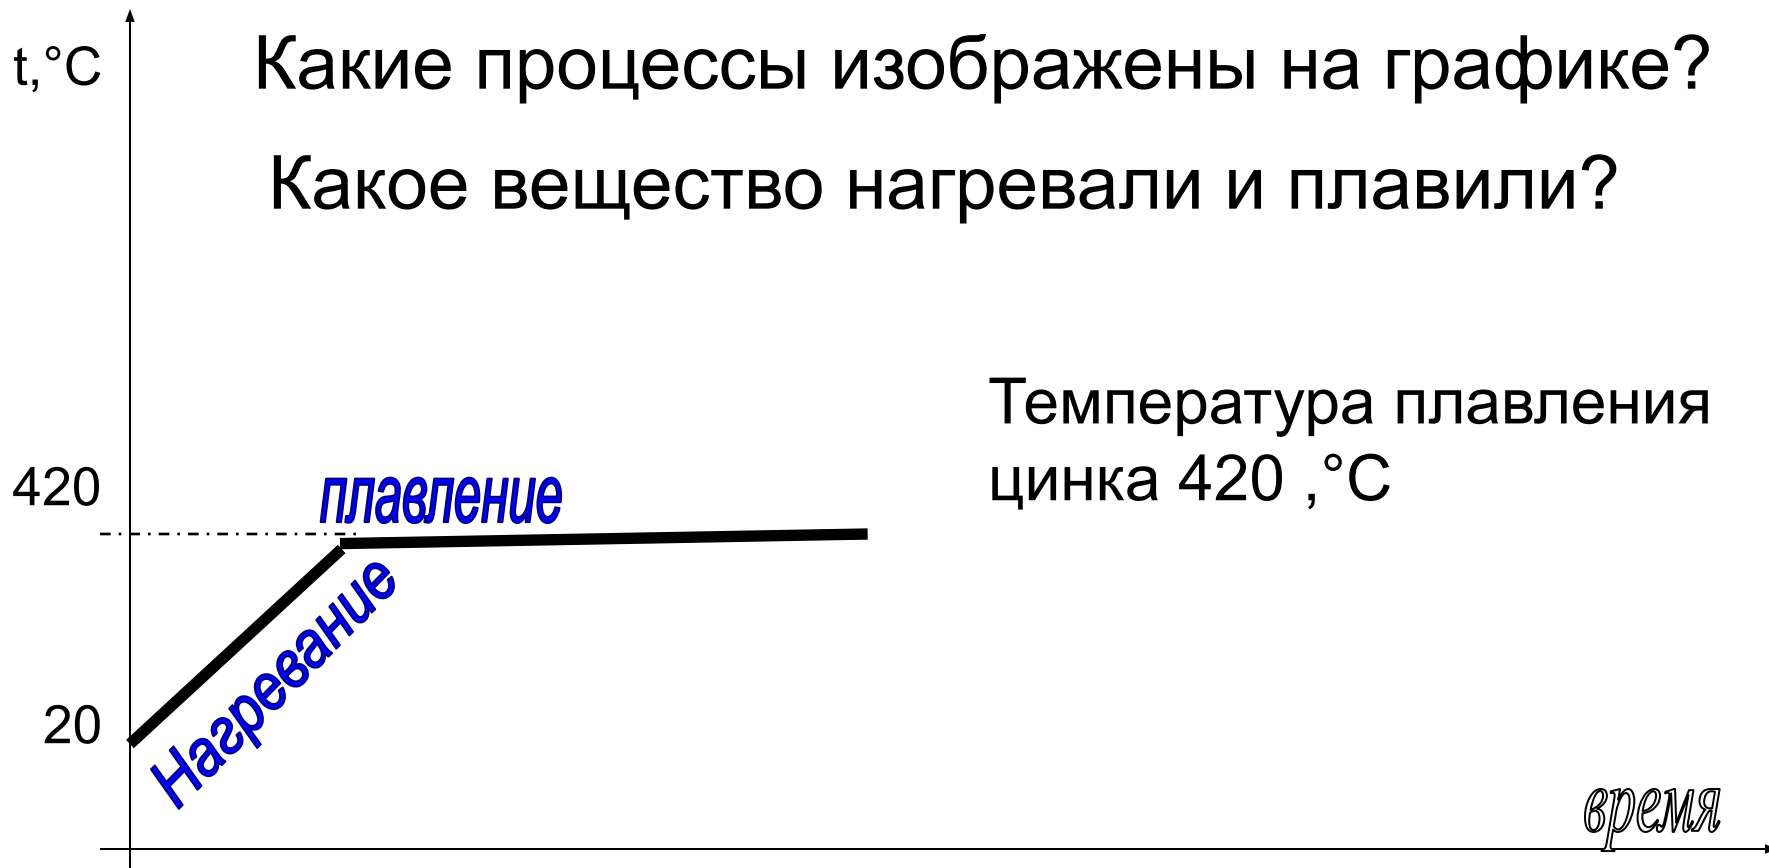 t,°C
Какие процессы изображены на графике?
Какое вещество нагревали и плавили?
Температура плавления
цинка 420 ,°C
420
плавление
Нагревание
20
время